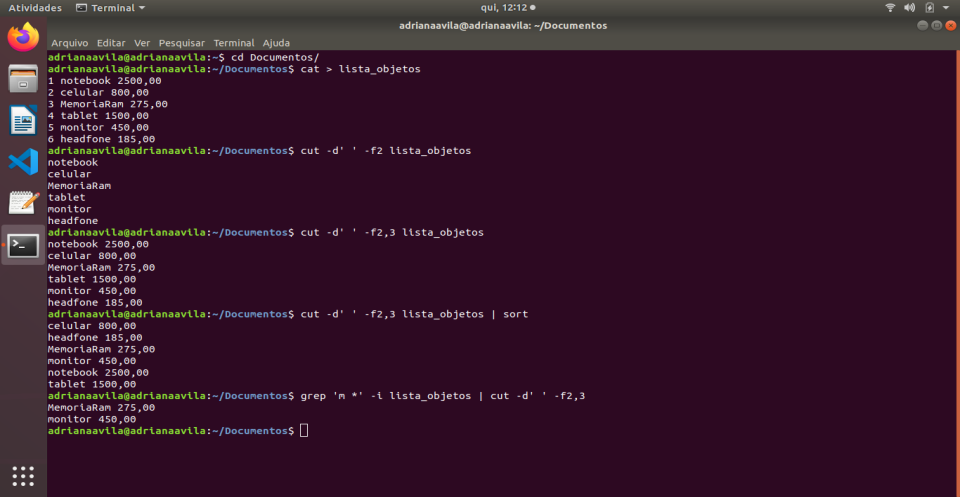 Atividades Terminal qui, 12:12
adrianaavila@adrianaavila: ~/Documentos
Arquivo Editar Ver Pesquisar Terminal Ajuda
adrianaavila@adrianaavila:~$ cd Documentos/
adrianaavila@adrianaavila:~/Documentos$ cat > lista_objetos
1 notebook 2500,00
2 celular 800,00
3 MemoriaRam 275,00
4 tablet 1500,00
5 monitor 450,00
6 headfone 185,00
adrianaavila@adrianaavila:~/Documentos$ cut -d' ' -f2 lista_objetos
notebook
celular
MemoriaRam
tablet
monitor
headfone
adrianaavila@adrianaavila:~/Documentos$ cut -d' ' -f2,3 lista_objetos
notebook 2500,00
celular 800,00
MemoriaRam 275,00
tablet 1500,00
monitor 450,00
headfone 185,00
adrianaavila@adrianaavila:~/Documentos$ cut -d' ' -f2,3 lista_objetos | sort
celular 800,00
headfone 185,00
MemoriaRam 275,00
monitor 450,00
notebook 2500,00
tablet 1500,00
adrianaavila@adrianaavila:~/Documentos$ grep 'm *' -i lista_objetos | cut -d' ' -f2,3
MemoriaRam 275,00
monitor 450,00
adrianaavila@adrianaavila:~/Documentos$